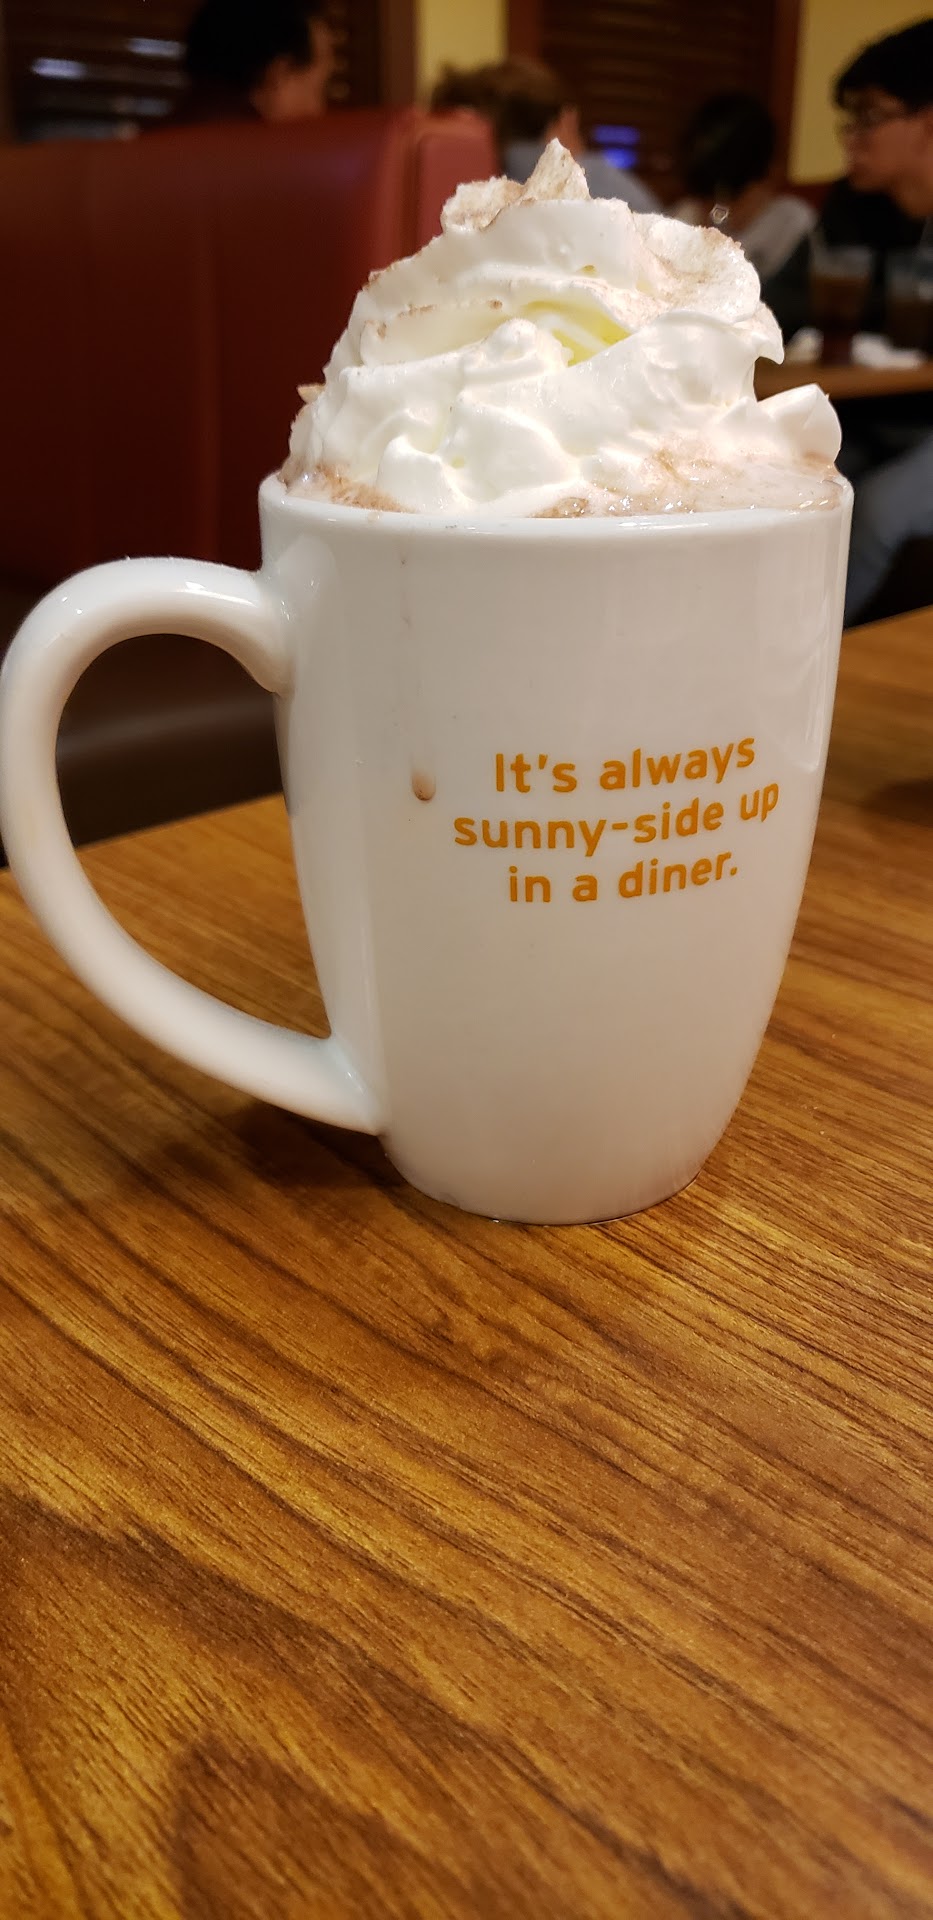 It's always
sunny-side up
in a diner.